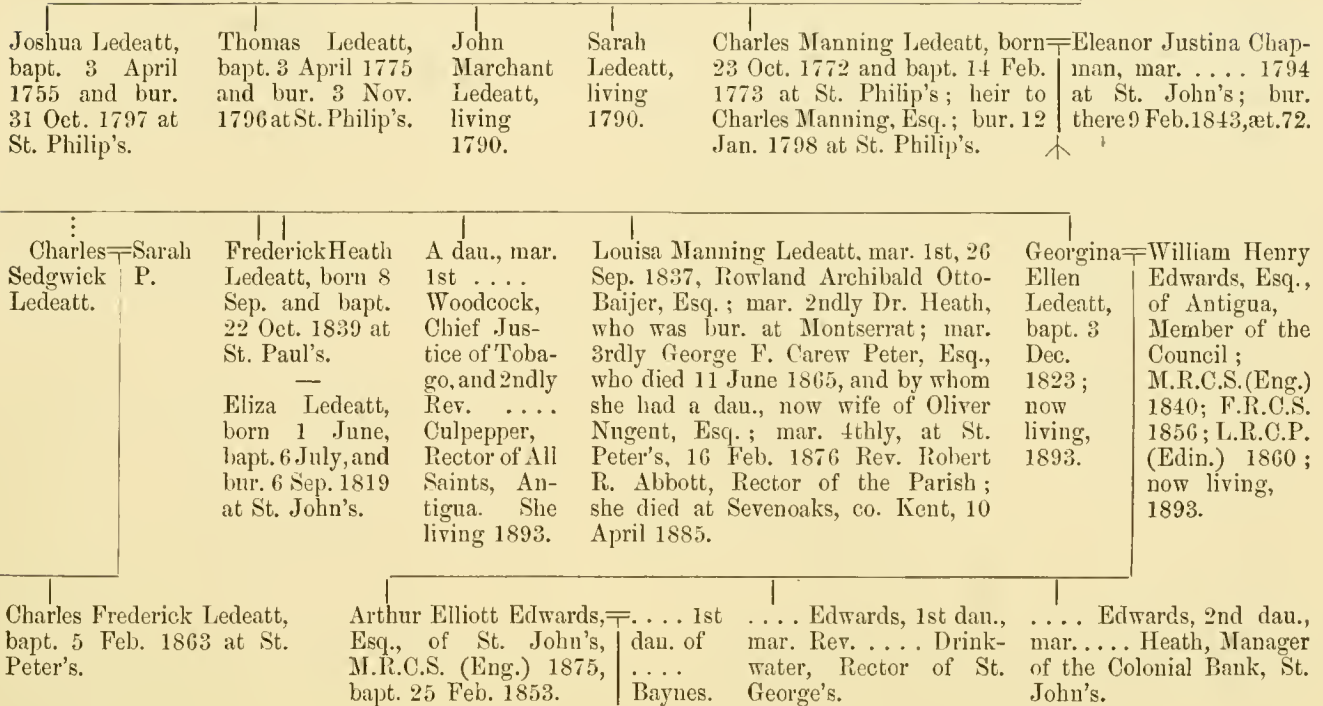 Joshua Ledeatt,
bapt. 3 April
1755 and bur.
31 Oct. 1797 at
St. Philip's.
Thomas Ledeatt,
bapt. 3 April 1775
and bur. 3 Nov.
1796 at St. Philip's.
John
Marchant
Ledeatt,
living
1790.
Sarah
Ledeatt,
living
1790.
Charles Manning Ledeatt, born
23 Oct. 1772 and bapt. 14 Feb.
1773 at St. Philip's; heir to
Charles Manning, Esq.; bur. 12
Jan. 1798 at St. Philip's.
Eleanor Justina Chap-
man, mar. .... 1794
at St. John's; bur.
there 9 Feb. 1843, æt. 72.
Charles
Sedgwick
Ledeatt.
Sarah
P.
Frederick Heath
Ledeatt, born 8
Sep. and bapt.
22 Oct. 1839 at
St. Paul's.
—
Eliza Ledeatt,
born 1 June,
bapt. 6 July, and
bur. 6 Sep. 1819
at St. John's.
A dau., mar.
1st ....
Woodcock,
Chief Jus-
tice of Toba-
go, and 2ndly
Rev. ....
Culpepper,
Rector of All
Saints, An-
tigua. She
living 1893.
Louisa Manning Ledeatt, mar. 1st, 26
Sep. 1837, Rowland Archibald Otto-
Baijer, Esq.; mar. 2ndly Dr. Heath,
who was bur. at Montserrat; mar.
3rdly George F. Carew Peter, Esq.,
who died 11 June 1865, and by whom
she had a dau., now wife of Oliver
Nugent, Esq.; mar. 4thly, at St.
Peter's, 16 Feb. 1876 Rev. Robert
R. Abbott, Rector of the Parish;
she died at Sevenoaks, co. Kent, 10
April 1885.
Georgina
Ellen
Ledeatt,
bapt. 3
Dec.
1823;
now
living,
1893.
William Henry
Edwards, Esq.,
of Antigua,
Member of the
Council;
M.R.C.S. (Eng.)
1840; F.R.C.S.
1856; L.R.C.P.
(Edin.) 1860;
now living,
1893.
Charles Frederick Ledeatt,
bapt. 5 Feb. 1863 at St.
Peter's.
Arthur Elliott Edwards,
Esq., of St. John's,
M.R.C.S. (Eng.) 1875,
bapt. 25 Feb. 1853.
.... 1st
dau. of
....
Baynes.
.... Edwards, 1st dau.,
mar. Rev. ..... Drink-
water, Rector of St.
George's.
.... Edwards, 2nd dau.,
mar. .... Heath, Manager
of the Colonial Bank, St.
John's.